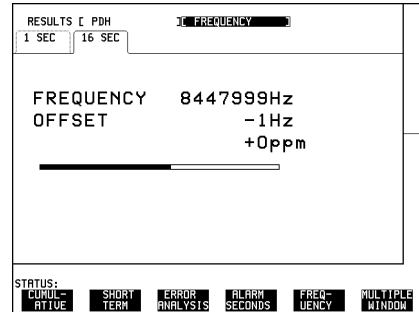 RESULTS [ PDH ][ FREQUENCY ]
1 SEC 16 SEC
FREQUENCY 8447999Hz
OFFSET -1Hz
+0ppm
STATUS:
CUMUL- SHORT ERROR ALARM FREQ- MULTIPLE
ATIVE TERM ANALYSIS SECONDS UENCY WINDOW